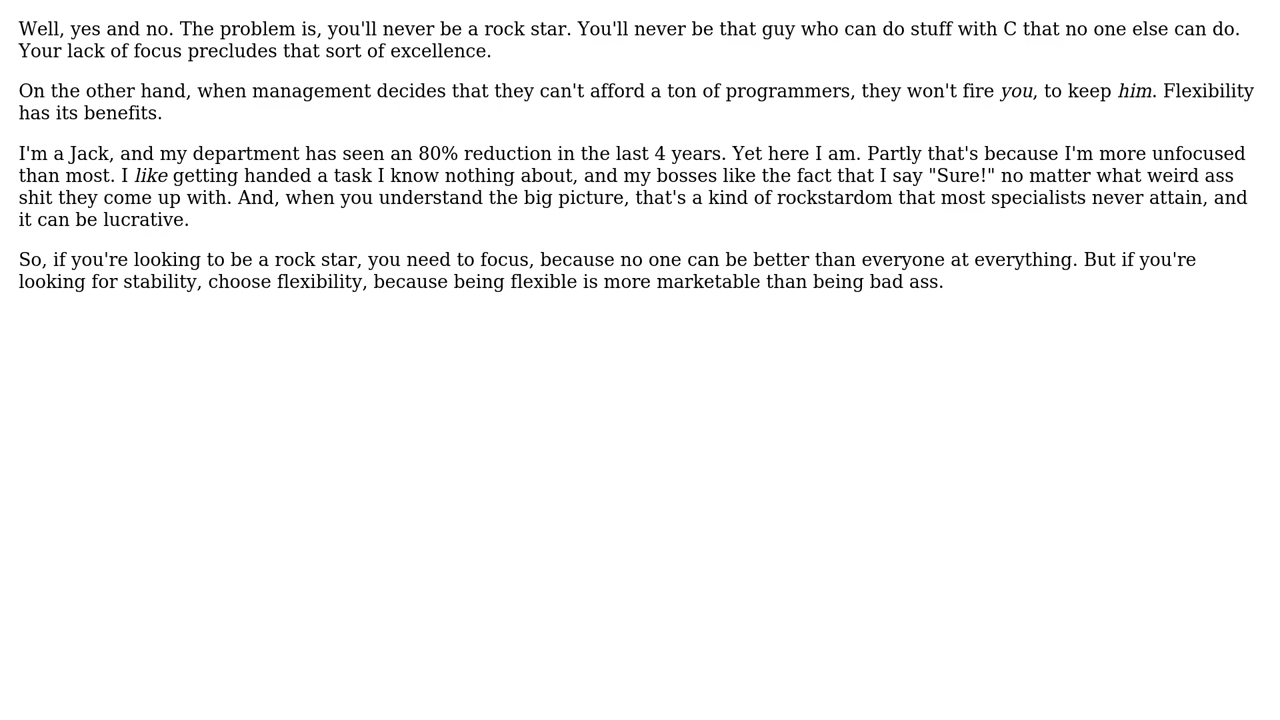 Well, yes and no. The problem is, you'll never be a rock star. You'll never be that guy who can do stuff with C that no one else can do.
Your lack of focus precludes that sort of excellence.
On the other hand, when management decides that they can't afford a ton of programmers, they won't fire you, to keep him. Flexibility
has its benefits.
I'm a Jack, and my department has seen an 80% reduction in the last 4 years. Yet here I am. Partly that's because I'm more unfocused
than most. I like getting handed a task I know nothing about, and my bosses like the fact that I say "Sure!" no matter what weird ass
shit they come up with. And, when you understand the big picture, that's a kind of rockstardom that most specialists never attain, and
it can be lucrative.
So, if you're looking to be a rock star, you need to focus, because no one can be better than everyone at everything. But if you're
looking for stability, choose flexibility, because being flexible is more marketable than being bad ass.